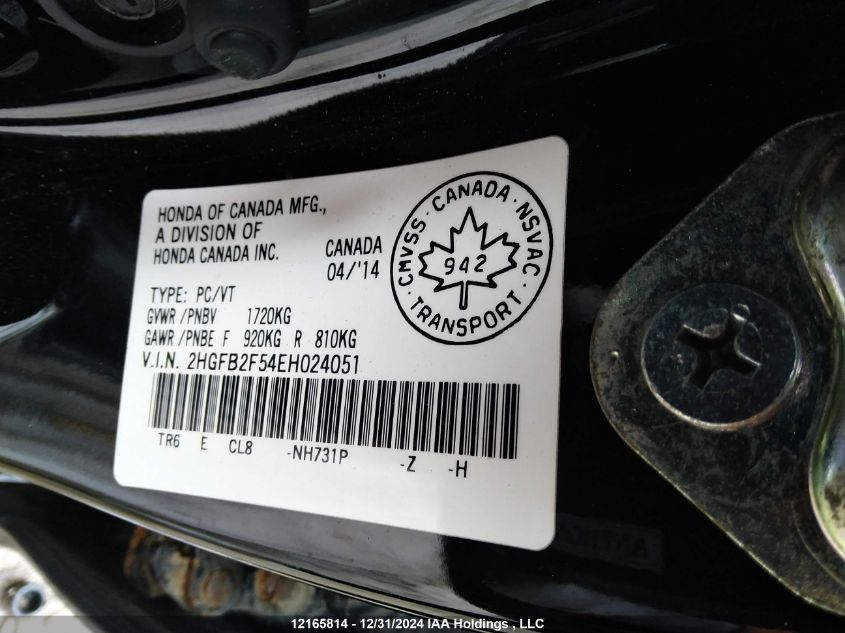 HONDA OF CANADA MFG.,
A DIVISION OF
HONDA CANADA INC.
CANADA
04/'14
CMVSS · CANADA · NSVAC · TRANSPORT ·
942
TYPE: PC/VT
GVWR /PNBV 1720KG
GAWR /PNBE F 920KG R 810KG
V.I.N. 2HGFB2F54EH024051
TR6 E CL8 -NH731P -Z -H
12165814 - 12/31/2024 IAA Holdings , LLC